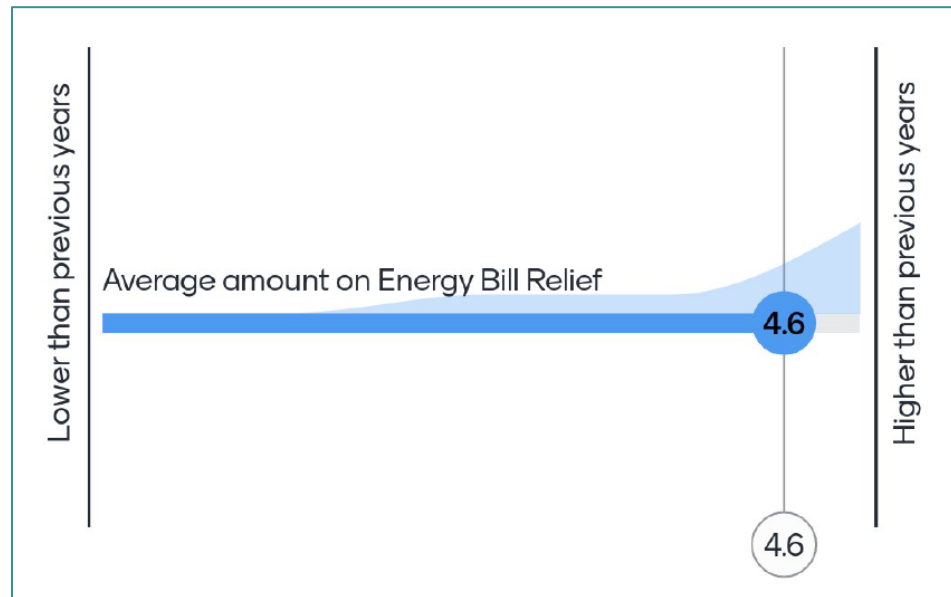 Lower than previous years
Average amount on Energy Bill Relief
4.6
Higher than previous years
4.6